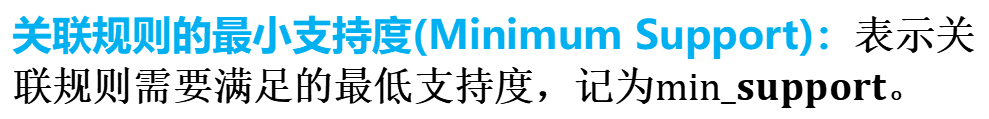 关联规则的最小支持度(Minimum Support)：表示关
联规则需要满足的最低支持度，记为min_support。